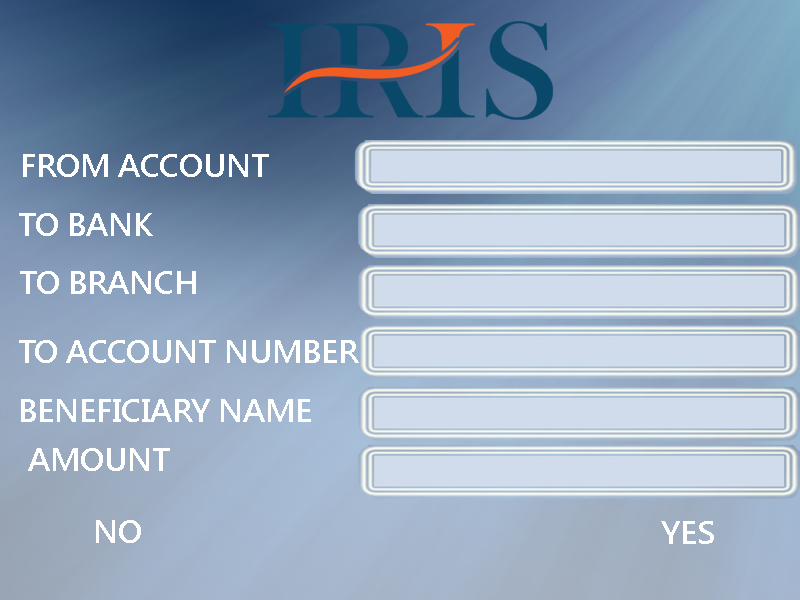 IRIS
FROM ACCOUNT
TO BANK
TO BRANCH
TO ACCOUNT NUMBER
BENEFICIARY NAME
AMOUNT
NO YES